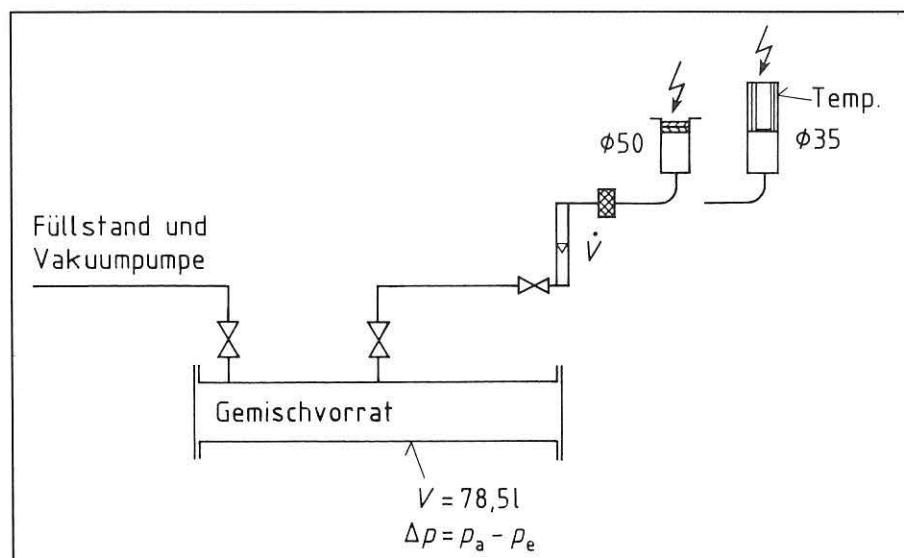 Temp.
ϕ50
ϕ35
Füllstand und
Vakuumpumpe
V̇
Gemischvorrat
V = 78,5l
Δp = pₐ - pₑ